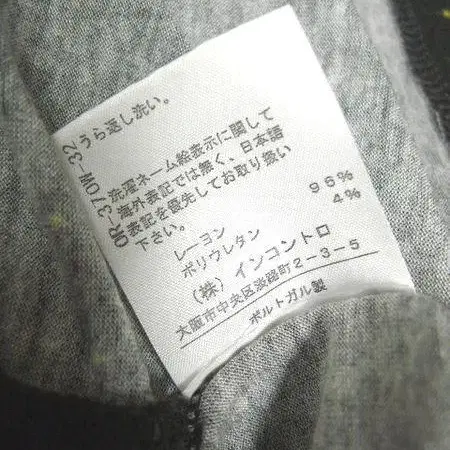 OR-370W-32
うら返し洗い。
洗濯ネーム絵表示に関して
海外表記では無く、日本語
表記を優先してお取り扱い
下さい。
レーヨン 96%
ポリウレタン 4%
(株)インコントロ
大阪市中央区淡路町2-3-5
ポルトガル製